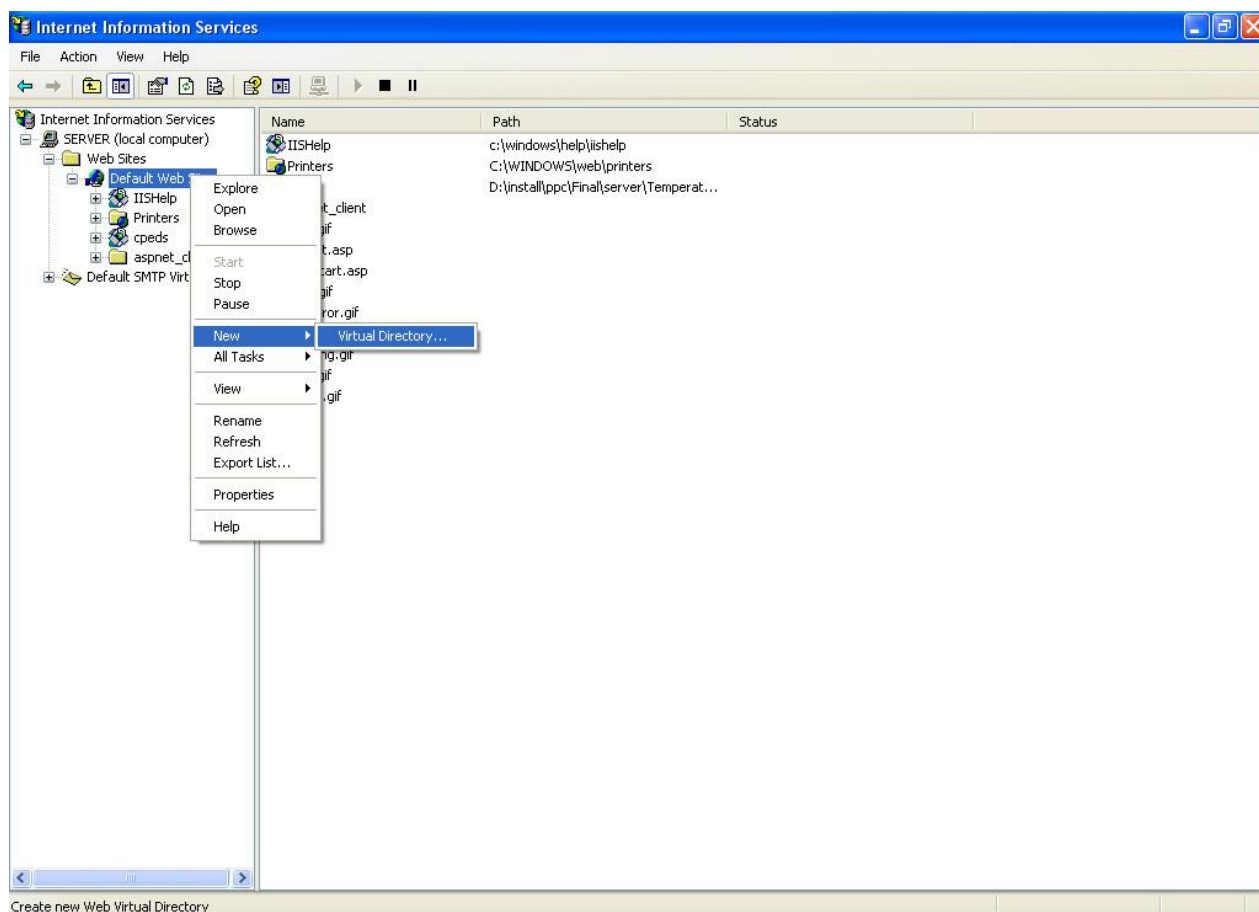 Internet Information Services
File Action View Help
Internet Information Services
SERVER (local computer)
Web Sites
Default Web
IISHelp
Printers
cpeds
aspnet_cl
Default SMTP Virt
Explore
Open
Browse
Start
Stop
Pause
New
All Tasks
View
Rename
Refresh
Export List...
Properties
Help
Virtual Directory...
Name Path Status
IISHelp c:\windows\help\iishelp
Printers C:\WINDOWS\web\printers
D:\install\ppc\Final\server\Temperat...
t_client
gif
t.asp
tart.asp
gif
ror.gif
ng.gif
gif
.gif
Create new Web Virtual Directory